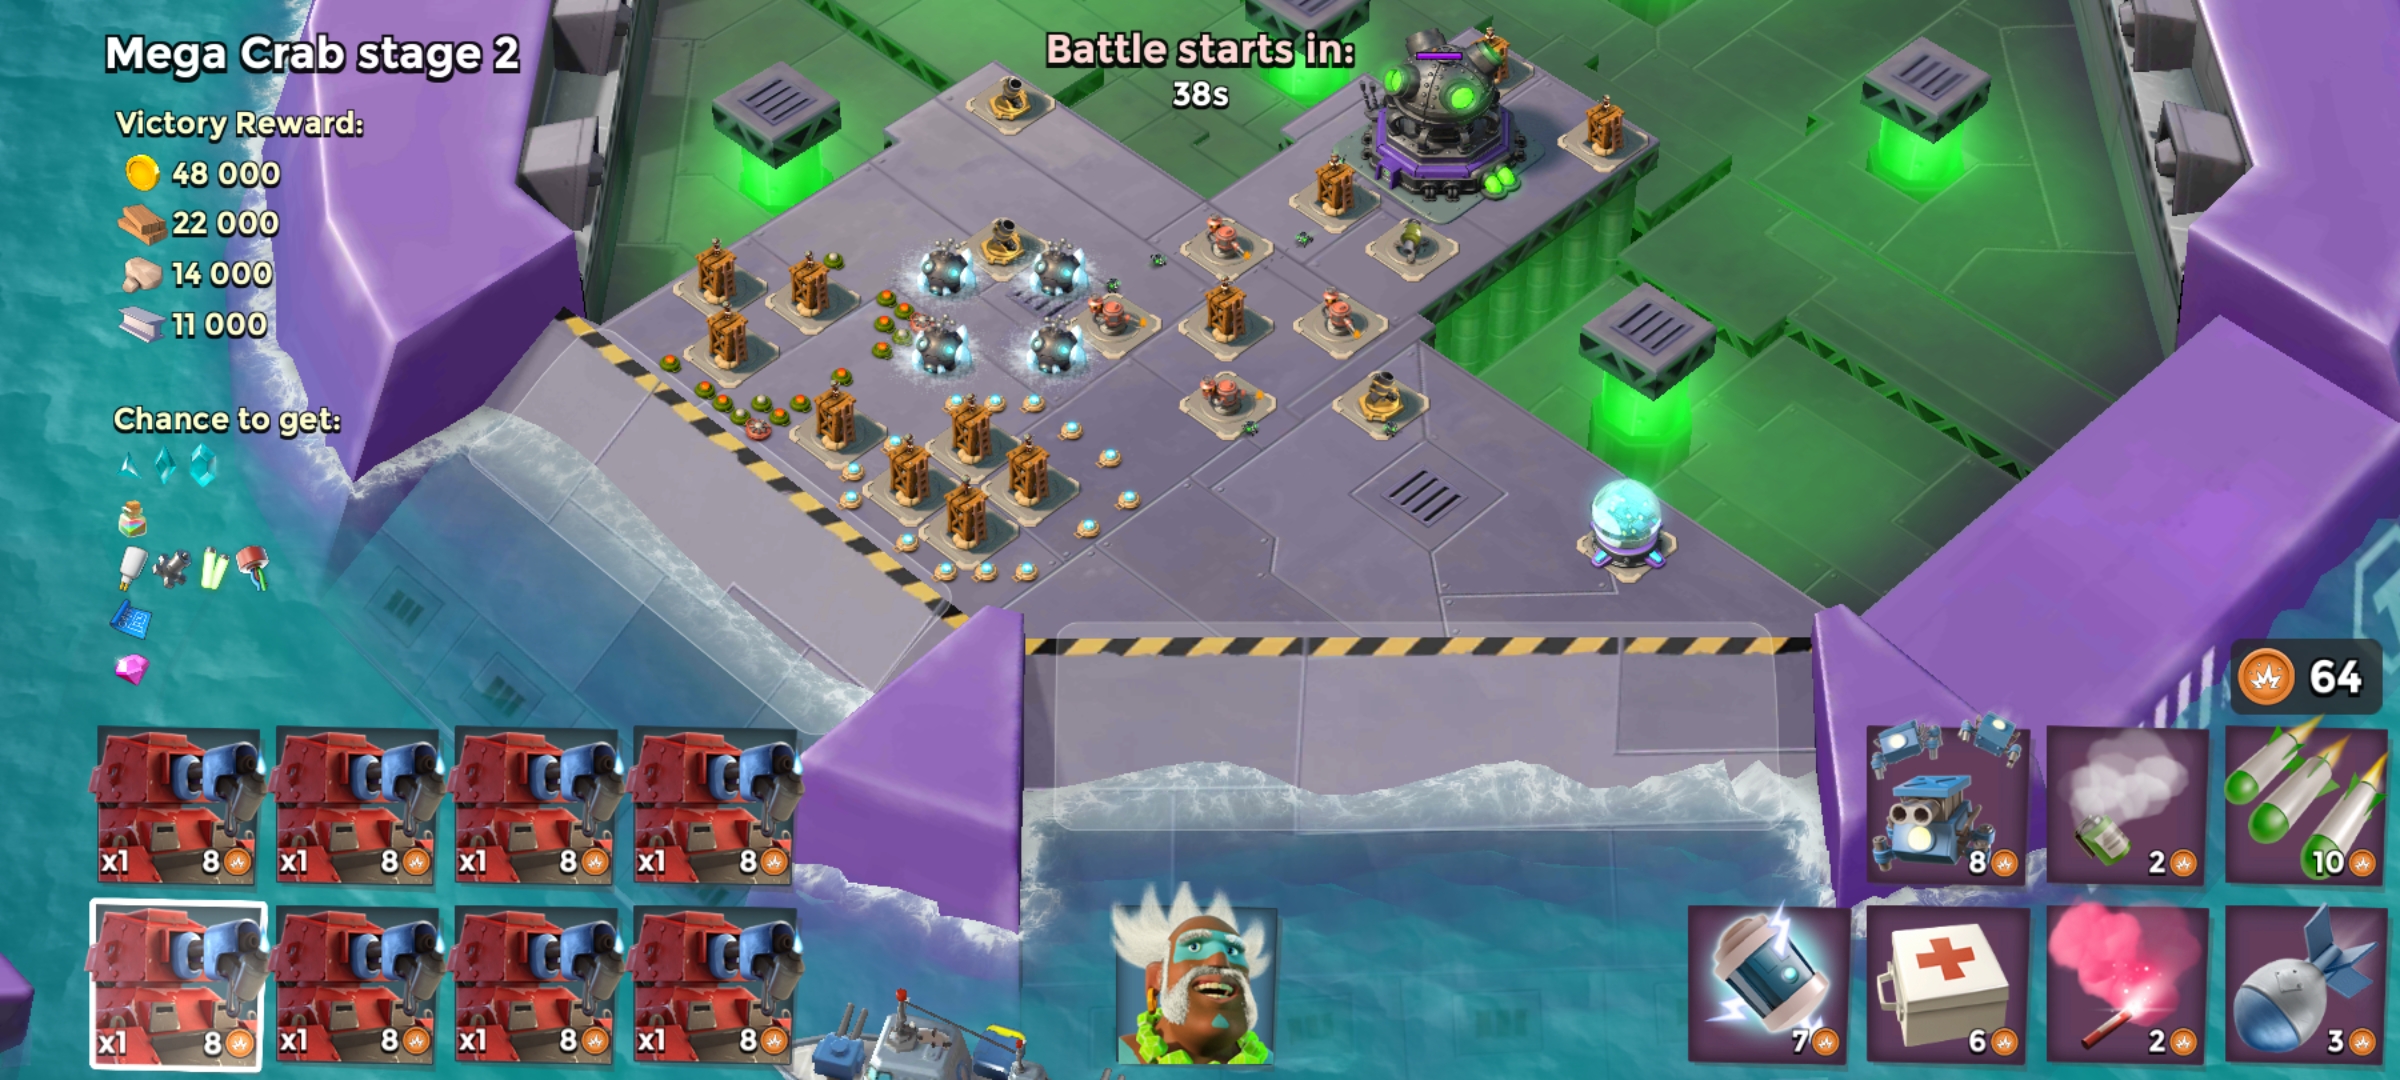 Mega Crab stage 2
Battle starts in:
38s
Victory Reward:
48 000
22 000
14 000
11 000
Chance to get:
64
x1 8
x1 8
x1 8
x1 8
8
2
10
x1 8
x1 8
x1 8
x1 8
7
6
2
3